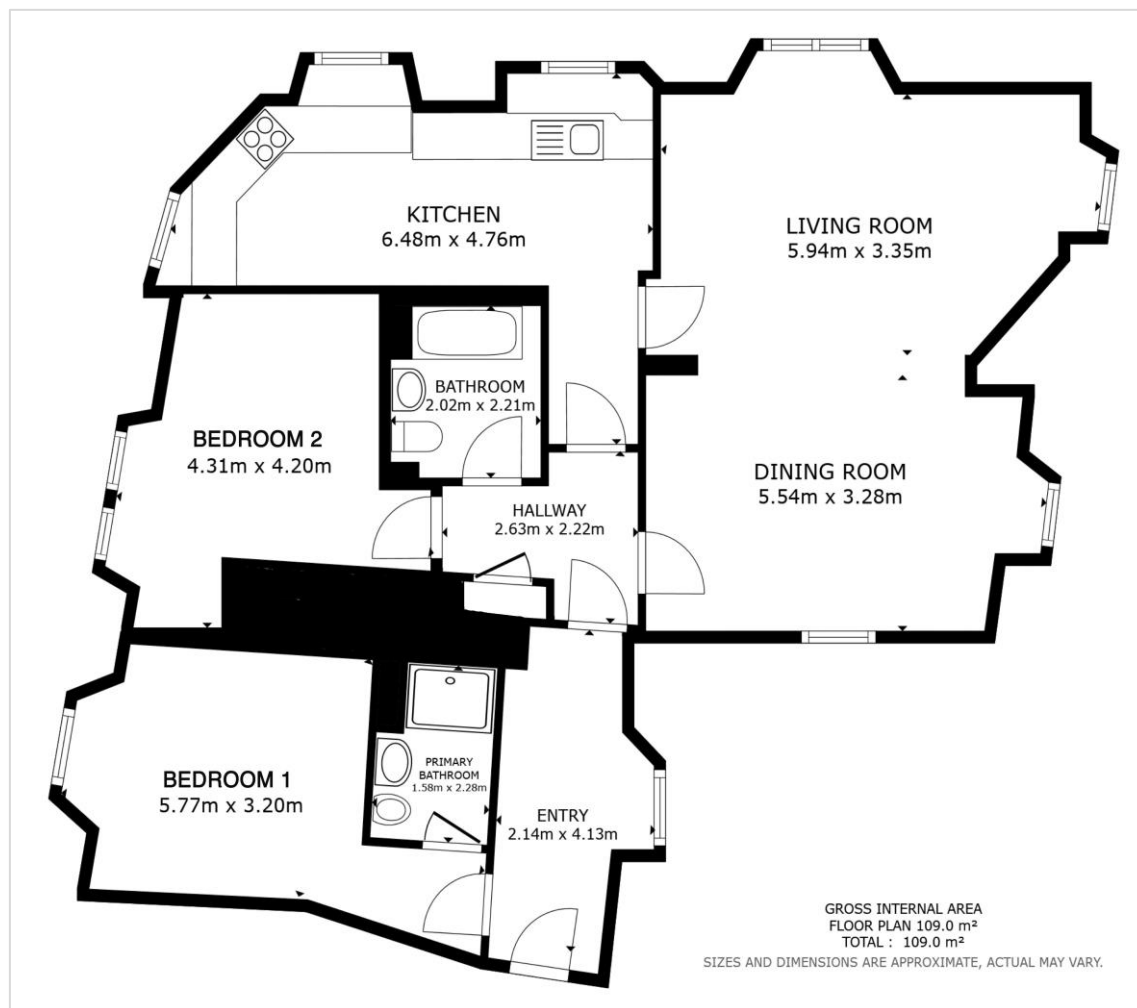 KITCHEN
6.48m x 4.76m
LIVING ROOM
5.94m x 3.35m
BATHROOM
2.02m x 2.21m
BEDROOM 2
4.31m x 4.20m
DINING ROOM
5.54m x 3.28m
HALLWAY
2.63m x 2.22m
PRIMARY
BATHROOM
1.58m x 2.28m
BEDROOM 1
5.77m x 3.20m
ENTRY
2.14m x 4.13m
GROSS INTERNAL AREA
FLOOR PLAN 109.0 m²
TOTAL : 109.0 m²
SIZES AND DIMENSIONS ARE APPROXIMATE, ACTUAL MAY VARY.